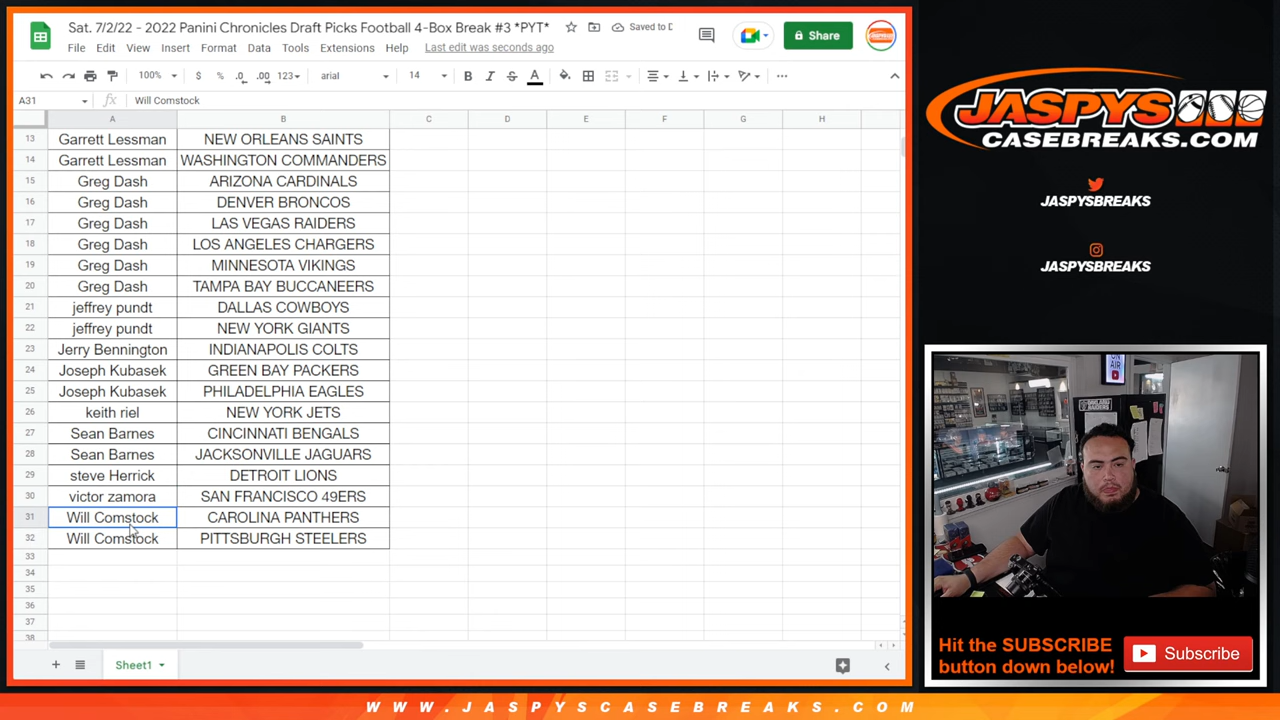 Sat. 7/2/22 - 2022 Panini Chronicles Draft Picks Football 4-Box Break #3 *PYT*
Saved to D
Share
File Edit View Insert Format Data Tools Extensions Help Last edit was seconds ago
100% $ % .0 .00 123 arial 14 B I S A
A31 fx Will Comstock
A B C D E F G H
13 Garrett Lessman NEW ORLEANS SAINTS
14 Garrett Lessman WASHINGTON COMMANDERS
15 Greg Dash ARIZONA CARDINALS
16 Greg Dash DENVER BRONCOS
17 Greg Dash LAS VEGAS RAIDERS
18 Greg Dash LOS ANGELES CHARGERS
19 Greg Dash MINNESOTA VIKINGS
20 Greg Dash TAMPA BAY BUCCANEERS
21 jeffrey pundt DALLAS COWBOYS
22 jeffrey pundt NEW YORK GIANTS
23 Jerry Bennington INDIANAPOLIS COLTS
24 Joseph Kubasek GREEN BAY PACKERS
25 Joseph Kubasek PHILADELPHIA EAGLES
26 keith riel NEW YORK JETS
27 Sean Barnes CINCINNATI BENGALS
28 Sean Barnes JACKSONVILLE JAGUARS
29 steve Herrick DETROIT LIONS
30 victor zamora SAN FRANCISCO 49ERS
31 Will Comstock CAROLINA PANTHERS
32 Will Comstock PITTSBURGH STEELERS
33
34
35
36
37
38
Sheet1
JASPYS
CASEBREAKS.COM
JASPYSBREAKS
JASPYSBREAKS
ON AIR
Hit the SUBSCRIBE
button down below!
Subscribe
WWW.JASPYSCASEBREAKS.COM